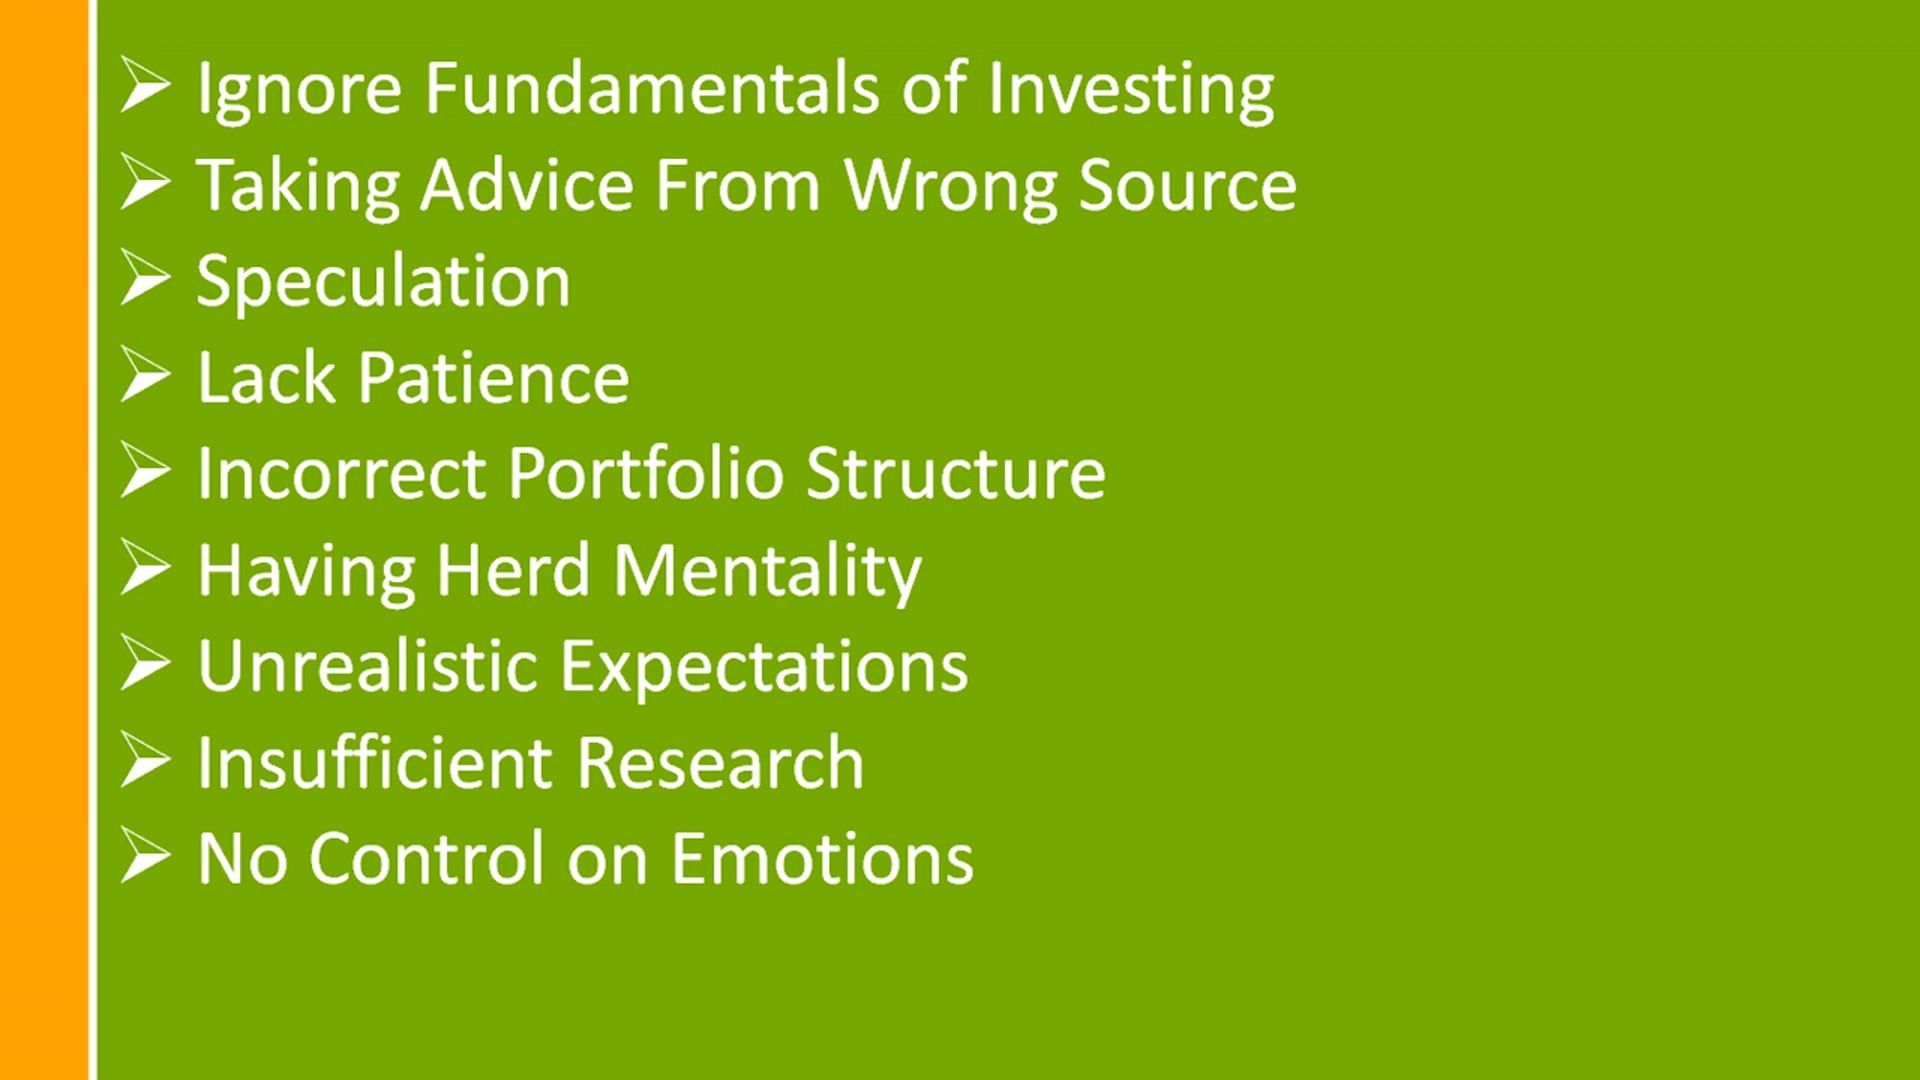 Ignore Fundamentals of Investing
Taking Advice From Wrong Source
Speculation
Lack Patience
Incorrect Portfolio Structure
Having Herd Mentality
Unrealistic Expectations
Insufficient Research
No Control on Emotions